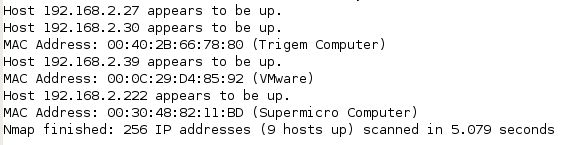 Host 192.168.2.27 appears to be up.
Host 192.168.2.30 appears to be up.
MAC Address: 00:40:2B:66:78:80 (Trigem Computer)
Host 192.168.2.39 appears to be up.
MAC Address: 00:0C:29:D4:85:92 (VMware)
Host 192.168.2.222 appears to be up.
MAC Address: 00:30:48:82:11:BD (Supermicro Computer)
Nmap finished: 256 IP addresses (9 hosts up) scanned in 5.079 seconds